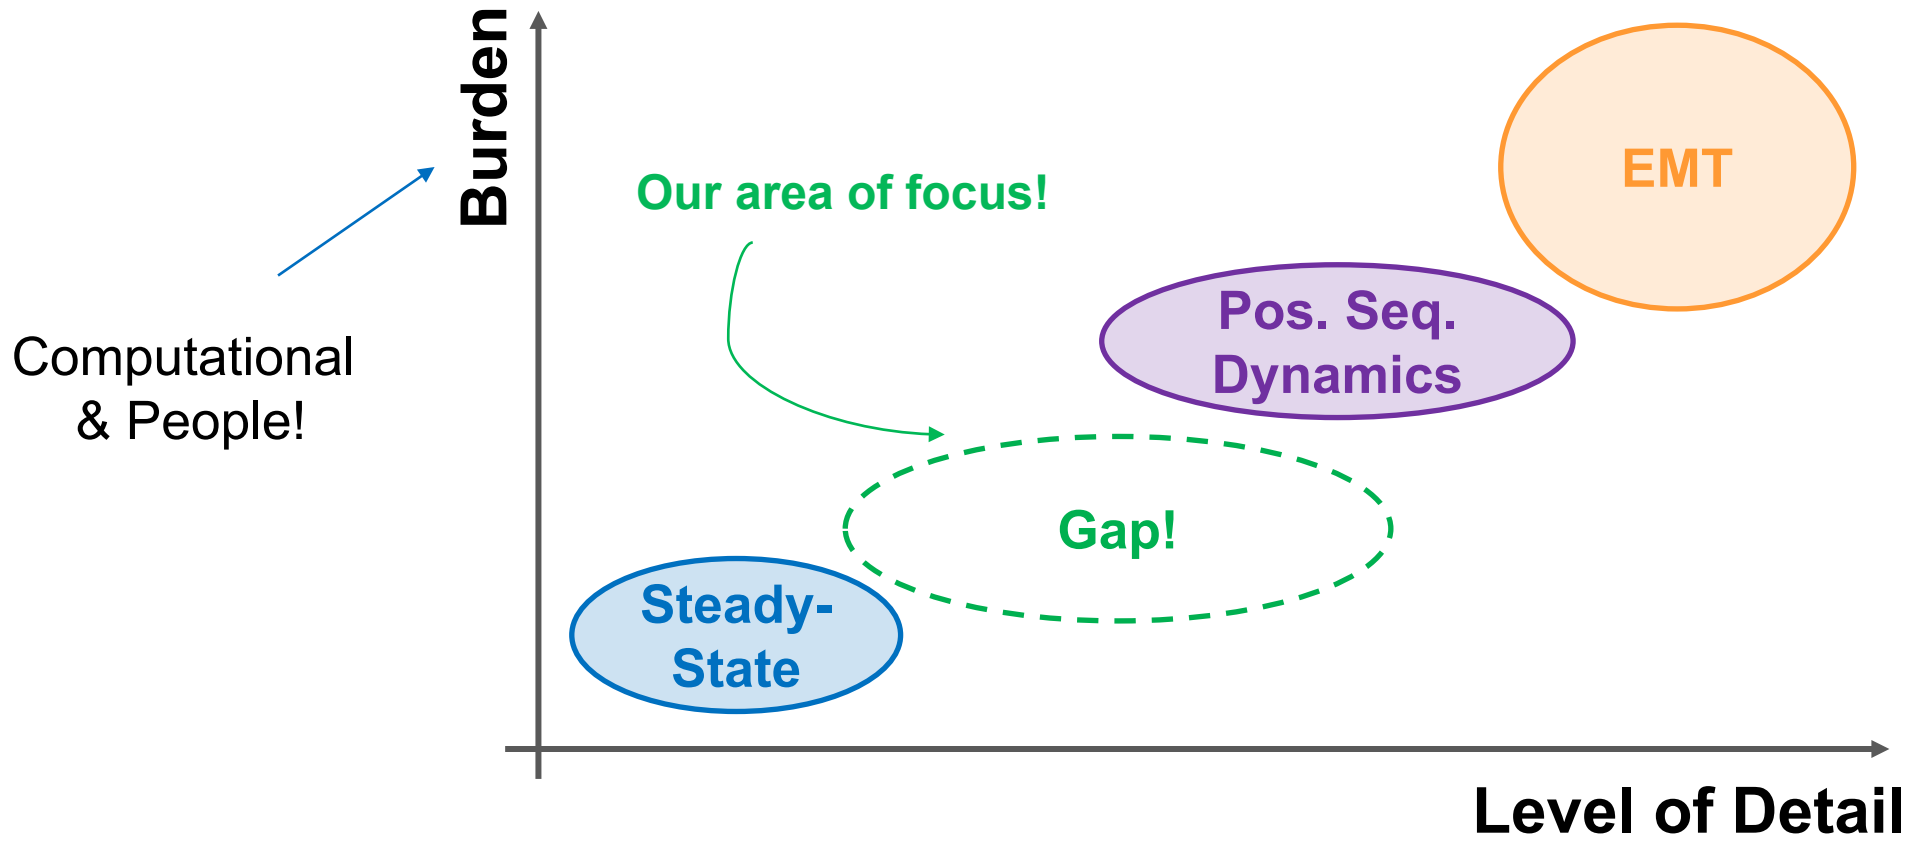 Burden
Computational
& People!
Our area of focus!
EMT
Pos. Seq.
Dynamics
Gap!
Steady-
State
Level of Detail